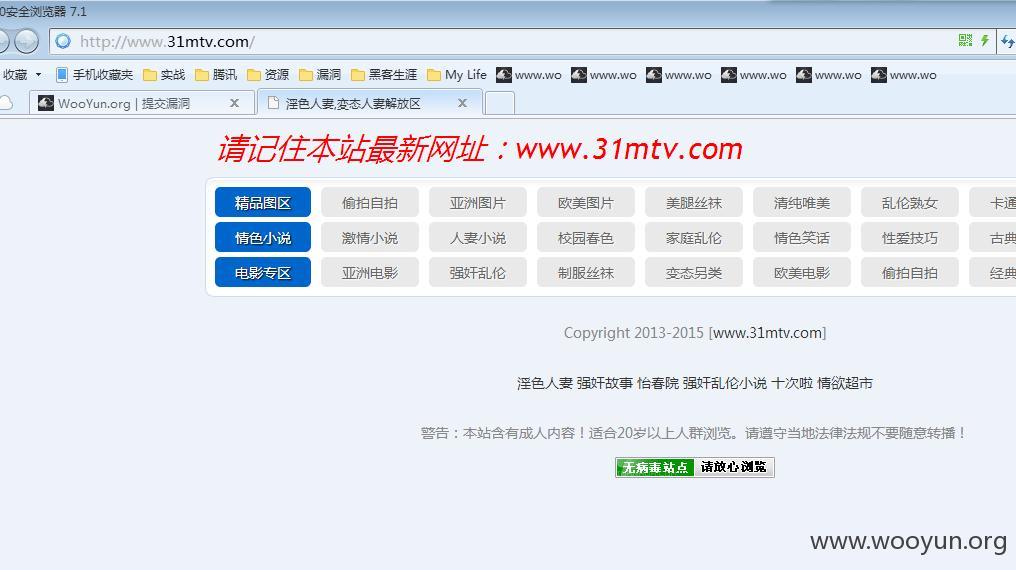 0安全浏览器 7.1
http://www.31mtv.com/
收藏 手机收藏夹 实战 腾讯 资源 漏洞 黑客生涯 My Life www.wo www.wo www.wo www.wo www.wo www.wo
WooYun.org | 提交漏洞 x 淫色人妻,变态人妻解放区 x
请记住本站最新网址：www.31mtv.com
精品图区 偷拍自拍 亚洲图片 欧美图片 美腿丝袜 清纯唯美 乱伦熟女 卡通
情色小说 激情小说 人妻小说 校园春色 家庭乱伦 情色笑话 性爱技巧 古典
电影专区 亚洲电影 强奸乱伦 制服丝袜 变态另类 欧美电影 偷拍自拍 经典
Copyright 2013-2015 [www.31mtv.com]
淫色人妻 强奸故事 怡春院 强奸乱伦小说 十次啦 情欲超市
警告：本站含有成人内容！适合20岁以上人群浏览。请遵守当地法律法规不要随意转播！
无病毒站点 请放心浏览
www.wooyun.org